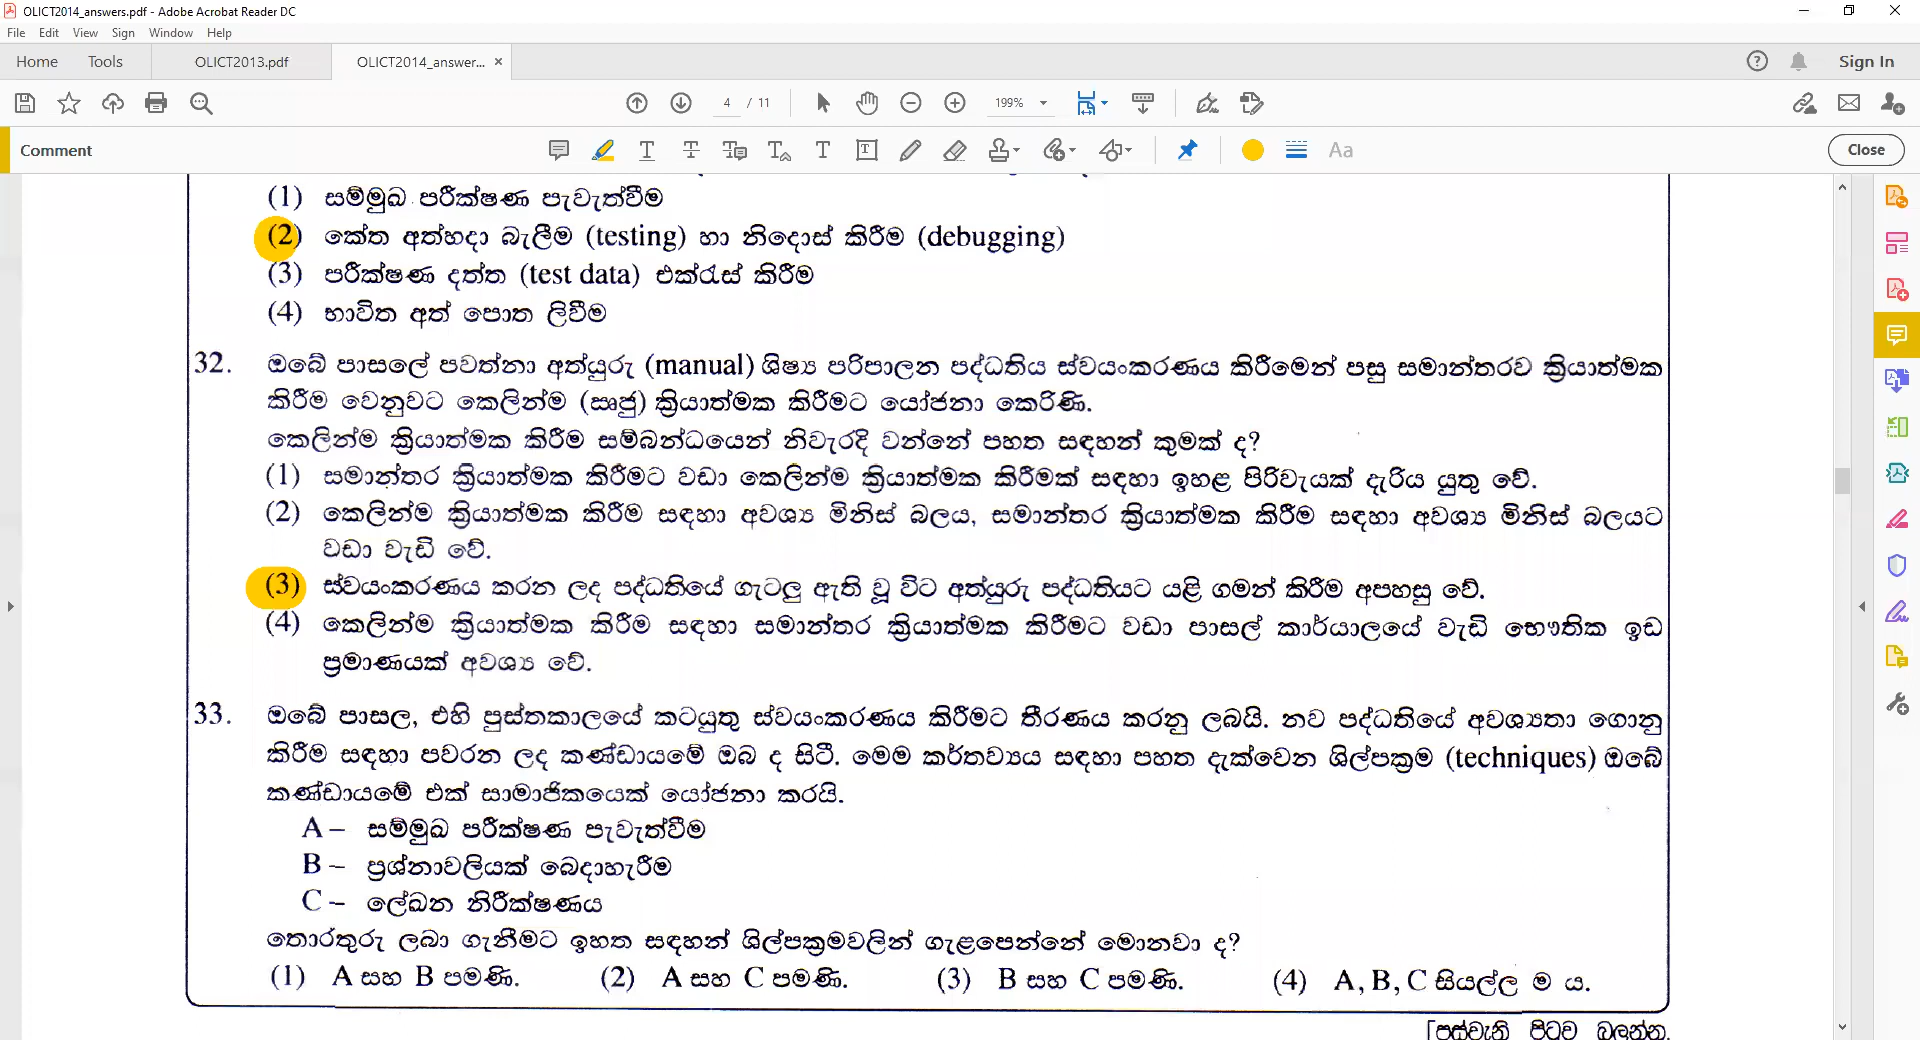 OLICT2014_answers.pdf - Adobe Acrobat Reader DC
File Edit View Sign Window Help
Home Tools OLICT2013.pdf OLICT2014_answer... × Sign In
4 / 11 199%
Comment Close
(1) සම්මුඛ පරීක්ෂණ පැවැත්වීම
(2) කේත අත්හදා බැලීම (testing) හා නිදොස් කිරීම (debugging)
(3) පරීක්ෂණ දත්ත (test data) එක්රැස් කිරීම
(4) භාවිත අත් පොත ලිවීම
32. ඔබේ පාසලේ පවත්නා අත්යුරු (manual) ශිෂ්‍ය පරිපාලන පද්ධතිය ස්වයංකරණය කිරීමෙන් පසු සමාන්තරව ක්‍රියාත්මක
කිරීම වෙනුවට කෙලින්ම (ඍජු) ක්‍රියාත්මක කිරීමට යෝජනා කෙරිණි.
කෙලින්ම ක්‍රියාත්මක කිරීම සම්බන්ධයෙන් නිවැරදි වන්නේ පහත සඳහන් කුමක් ද?
(1) සමාන්තර ක්‍රියාත්මක කිරීමට වඩා කෙලින්ම ක්‍රියාත්මක කිරීමක් සඳහා ඉහළ පිරිවැයක් දැරිය යුතු වේ.
(2) කෙලින්ම ක්‍රියාත්මක කිරීම සඳහා අවශ්‍ය මිනිස් බලය, සමාන්තර ක්‍රියාත්මක කිරීම සඳහා අවශ්‍ය මිනිස් බලයට
වඩා වැඩි වේ.
(3) ස්වයංකරණය කරන ලද පද්ධතියේ ගැටලු ඇති වූ විට අත්යුරු පද්ධතියට යළි ගමන් කිරීම අපහසු වේ.
(4) කෙලින්ම ක්‍රියාත්මක කිරීම සඳහා සමාන්තර ක්‍රියාත්මක කිරීමට වඩා පාසල් කාර්යාලයේ වැඩි භෞතික ඉඩ
ප්‍රමාණයක් අවශ්‍ය වේ.
33. ඔබේ පාසල, එහි පුස්තකාලයේ කටයුතු ස්වයංකරණය කිරීමට තීරණය කරනු ලබයි. නව පද්ධතියේ අවශ්‍යතා ගොනු
කිරීම සඳහා පවරන ලද කණ්ඩායමේ ඔබ ද සිටී. මෙම කර්තව්‍යය සඳහා පහත දැක්වෙන ශිල්පක්‍රම (techniques) ඔබේ
කණ්ඩායමේ එක් සාමාජිකයෙක් යෝජනා කරයි.
A – සම්මුඛ පරීක්ෂණ පැවැත්වීම
B – ප්‍රශ්නාවලියක් බෙදාහැරීම
C – ලේඛන නිරීක්ෂණය
තොරතුරු ලබා ගැනීමට ඉහත සඳහන් ශිල්පක්‍රමවලින් ගැළපෙන්නේ මොනවා ද?
(1) A සහ B පමණි. (2) A සහ C පමණි. (3) B සහ C පමණි. (4) A, B, C සියල්ල ම ය.
[පස්වැනි පිටුව බලන්න.